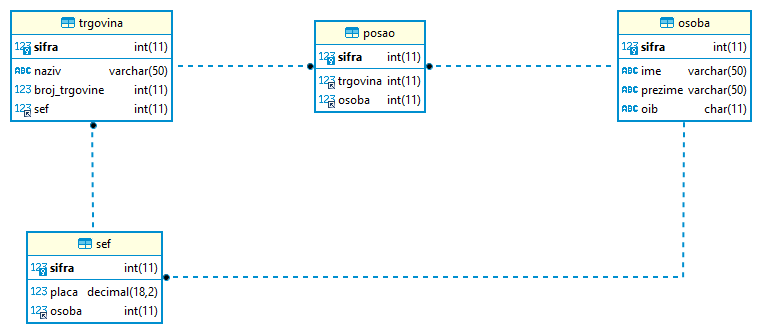 trgovina
123 sifra int(11)
ABC naziv varchar(50)
123 broj_trgovine int(11)
123 sef int(11)
posao
123 sifra int(11)
123 trgovina int(11)
123 osoba int(11)
osoba
123 sifra int(11)
ABC ime varchar(50)
ABC prezime varchar(50)
ABC oib char(11)
sef
123 sifra int(11)
123 placa decimal(18,2)
123 osoba int(11)